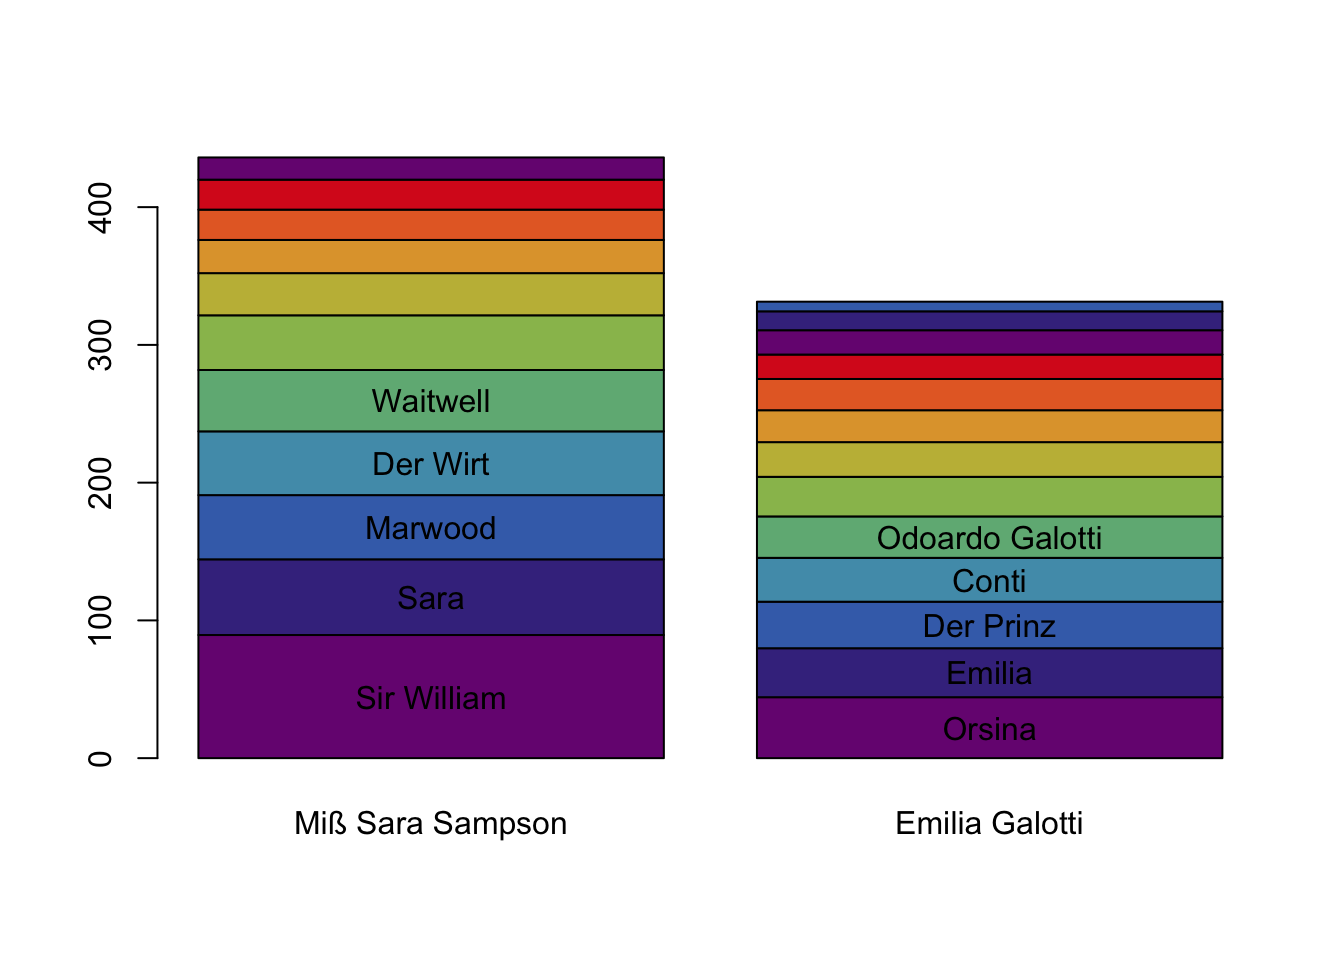 400
300
200
100
0
Waitwell
Der Wirt
Marwood
Sara
Sir William
Odoardo Galotti
Conti
Der Prinz
Emilia
Orsina
Miß Sara Sampson
Emilia Galotti